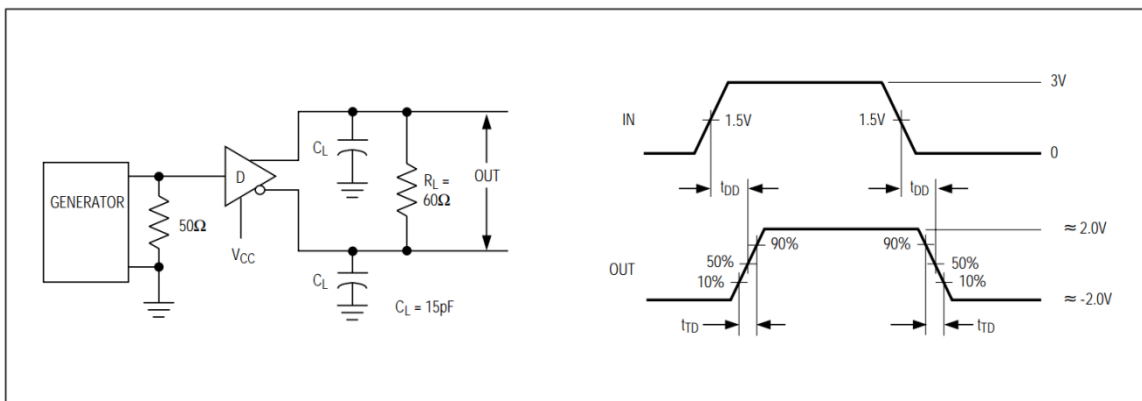 GENERATOR
50Ω
D
VCC
CL
CL
RL =
60Ω
OUT
CL = 15pF
IN
1.5V
1.5V
3V
0
tDD
tDD
OUT
90%
50%
10%
90%
50%
10%
≈ 2.0V
≈ -2.0V
tTD
tTD